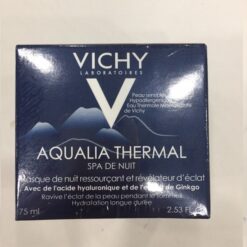 VICHY
LABORATOIRES
Peau sensible
Hypoallergénique
Eau Thermale
de Vichy
AQUALIA THERMAL
SPA DE NUIT
Masque de nuit ressourçant et révélateur d'éclat
Avec de l'acide hyaluronique et de l'extrait de Ginkgo
Ravive l'éclat de la peau pendant le sommeil
Hydratation longue durée
75 ml
2.53 Fl